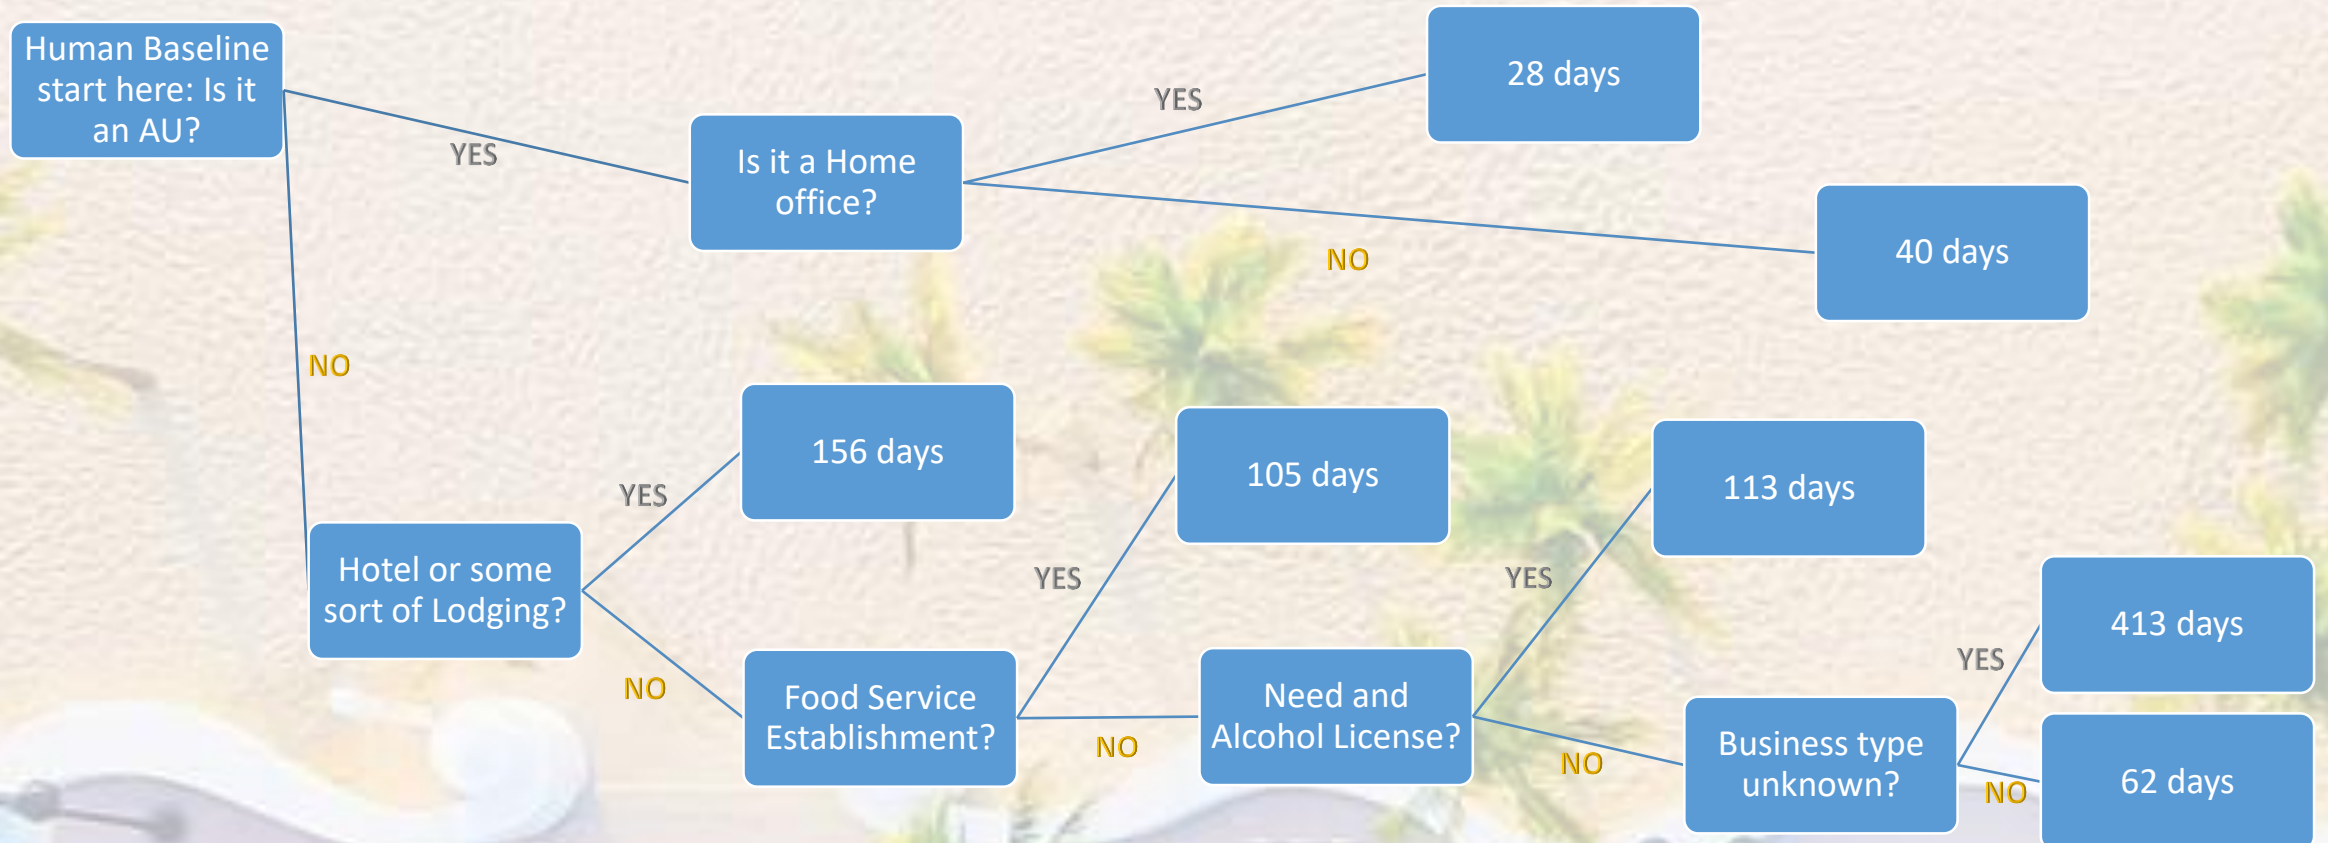 Human Baseline
start here: Is it
an AU?
YES
Is it a Home
office?
YES
28 days
NO
40 days
NO
Hotel or some
sort of Lodging?
YES
156 days
NO
Food Service
Establishment?
YES
105 days
NO
Need and
Alcohol License?
YES
113 days
NO
Business type
unknown?
YES
413 days
NO
62 days